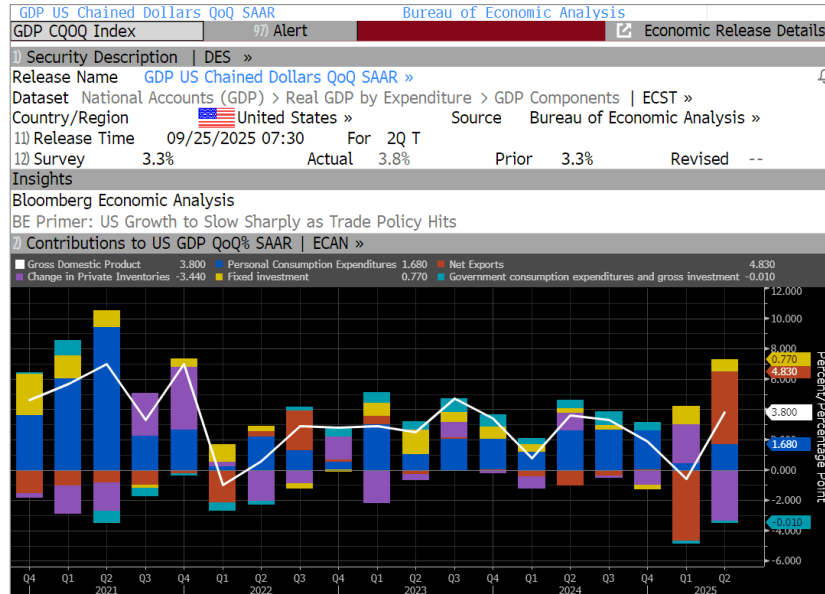 GDP US Chained Dollars QoQ SAAR Bureau of Economic Analysis
GDP CQOQ Index 97) Alert Economic Release Details
1) Security Description | DES »
Release Name GDP US Chained Dollars QoQ SAAR »
Dataset National Accounts (GDP) > Real GDP by Expenditure > GDP Components | ECST »
Country/Region United States » Source Bureau of Economic Analysis »
11) Release Time 09/25/2025 07:30 For 2Q T
12) Survey 3.3% Actual 3.8% Prior 3.3% Revised --
Insights
Bloomberg Economic Analysis
BE Primer: US Growth to Slow Sharply as Trade Policy Hits
2) Contributions to US GDP QoQ% SAAR | ECAN »
Gross Domestic Product 3.800 Personal Consumption Expenditures 1.680 Net Exports 4.830
Change in Private Inventories -3.440 Fixed investment 0.770 Government consumption expenditures and gross investment -0.010
12.000
10.000
8.000
0.770
4.830
6.000
3.800
1.680
0.000
-2.000
-0.010
-4.000
-6.000
Percent/Percentage Point
Q4 Q1 Q2 Q3 Q4 Q1 Q2 Q3 Q4 Q1 Q2 Q3 Q4 Q1 Q2 Q3 Q4 Q1 Q2
2021 2022 2023 2024 2025